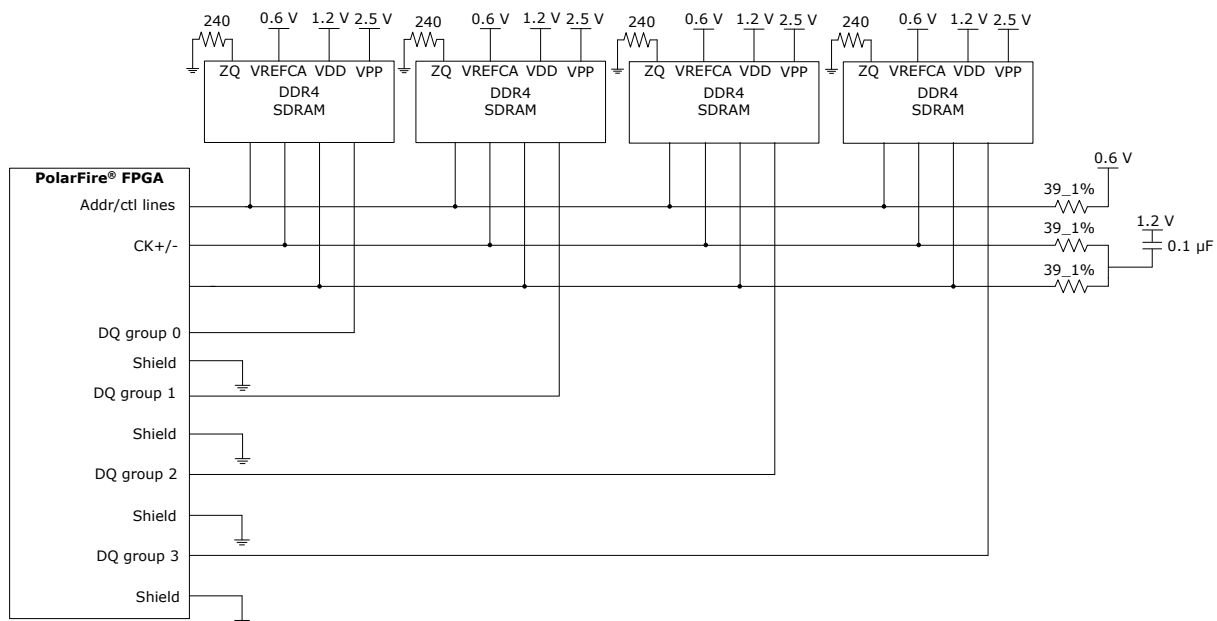 240 0.6 V 1.2 V 2.5 V 240 0.6 V 1.2 V 2.5 V 240 0.6 V 1.2 V 2.5 V 240 0.6 V 1.2 V 2.5 V
ZQ VREFCA VDD VPP ZQ VREFCA VDD VPP ZQ VREFCA VDD VPP ZQ VREFCA VDD VPP
DDR4 DDR4 DDR4 DDR4
SDRAM SDRAM SDRAM SDRAM
0.6 V
PolarFire® FPGA
39_1%
Addr/ctl lines
1.2 V
39_1%
CK+/-
0.1 µF
39_1%
DQ group 0
Shield
DQ group 1
Shield
DQ group 2
Shield
DQ group 3
Shield